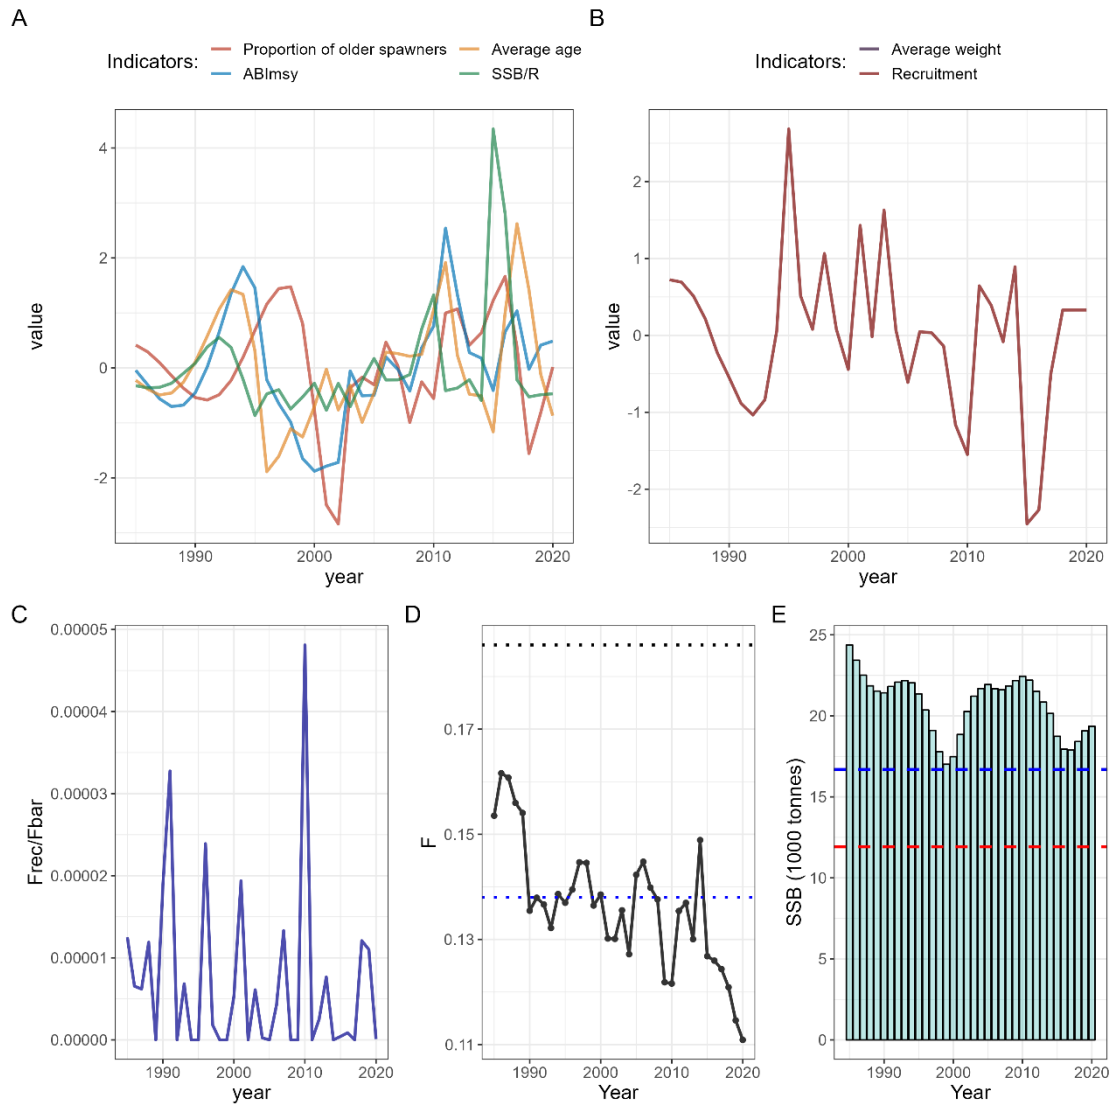 A
Indicators:
Proportion of older spawners
Average age
ABImsy
SSB/R
value
4
2
0
-2
1990
2000
2010
2020
year
B
Indicators:
Average weight
Recruitment
value
2
1
0
-1
-2
1990
2000
2010
2020
year
C
Frec/Fbar
0.00005
0.00004
0.00003
0.00002
0.00001
0.00000
1990
2000
2010
2020
year
D
F
0.17
0.15
0.13
0.11
1990
2000
2010
2020
Year
E
SSB (1000 tonnes)
25
20
15
10
5
0
1990
2000
2010
2020
Year